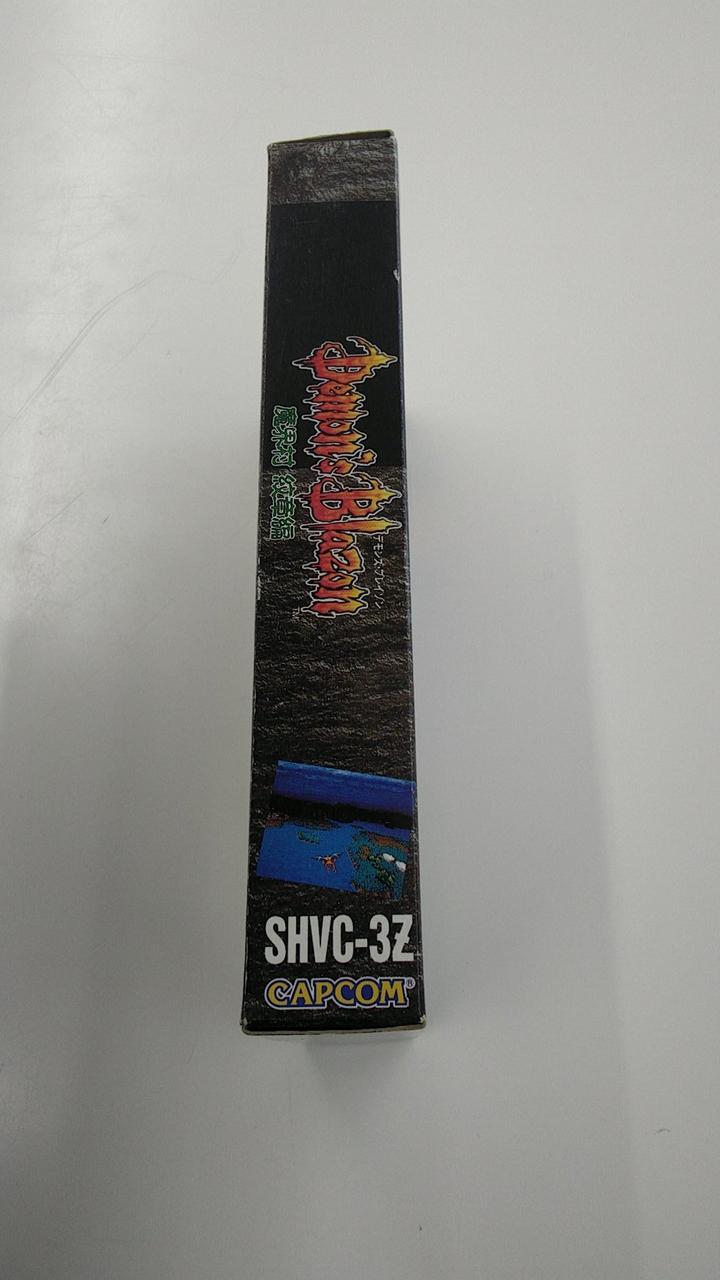 デモンズ・ブレイゾン
Demon's Blazon
TM
魔界村 紋章編
SHVC-3Z
CAPCOM®